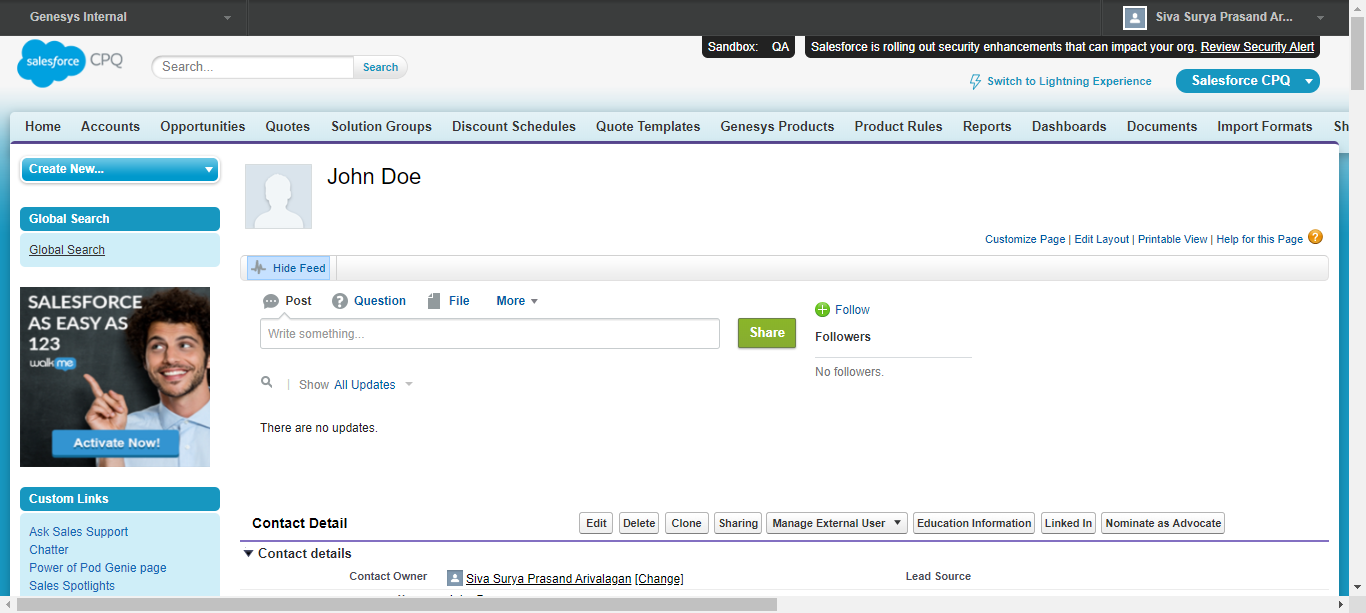 Genesys Internal
Siva Surya Prasand Ar...
Sandbox: QA
Salesforce is rolling out security enhancements that can impact your org. Review Security Alert
salesforce CPQ
Search...
Search
Switch to Lightning Experience
Salesforce CPQ
Home Accounts Opportunities Quotes Solution Groups Discount Schedules Quote Templates Genesys Products Product Rules Reports Dashboards Documents Import Formats Sh
Create New...
Global Search
Global Search
SALESFORCE
AS EASY AS
123
walkme
Activate Now!
Custom Links
Ask Sales Support
Chatter
Power of Pod Genie page
Sales Spotlights
John Doe
Customize Page | Edit Layout | Printable View | Help for this Page ?
Hide Feed
Post Question File More
Write something...
Share
Show All Updates
There are no updates.
Follow
Followers
No followers.
Contact Detail
Edit Delete Clone Sharing Manage External User Education Information Linked In Nominate as Advocate
Contact details
Contact Owner Siva Surya Prasand Arivalagan [Change] Lead Source